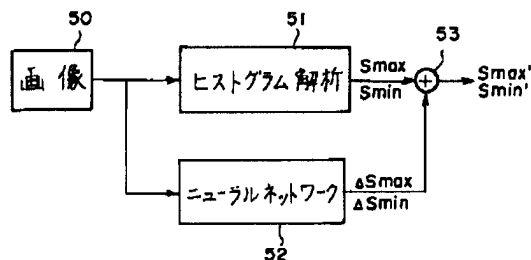 50
画像
51
ヒストグラム解析
Smax
Smin
53
+
Smax'
Smin'
ニューラルネットワーク
52
ΔSmax
ΔSmin